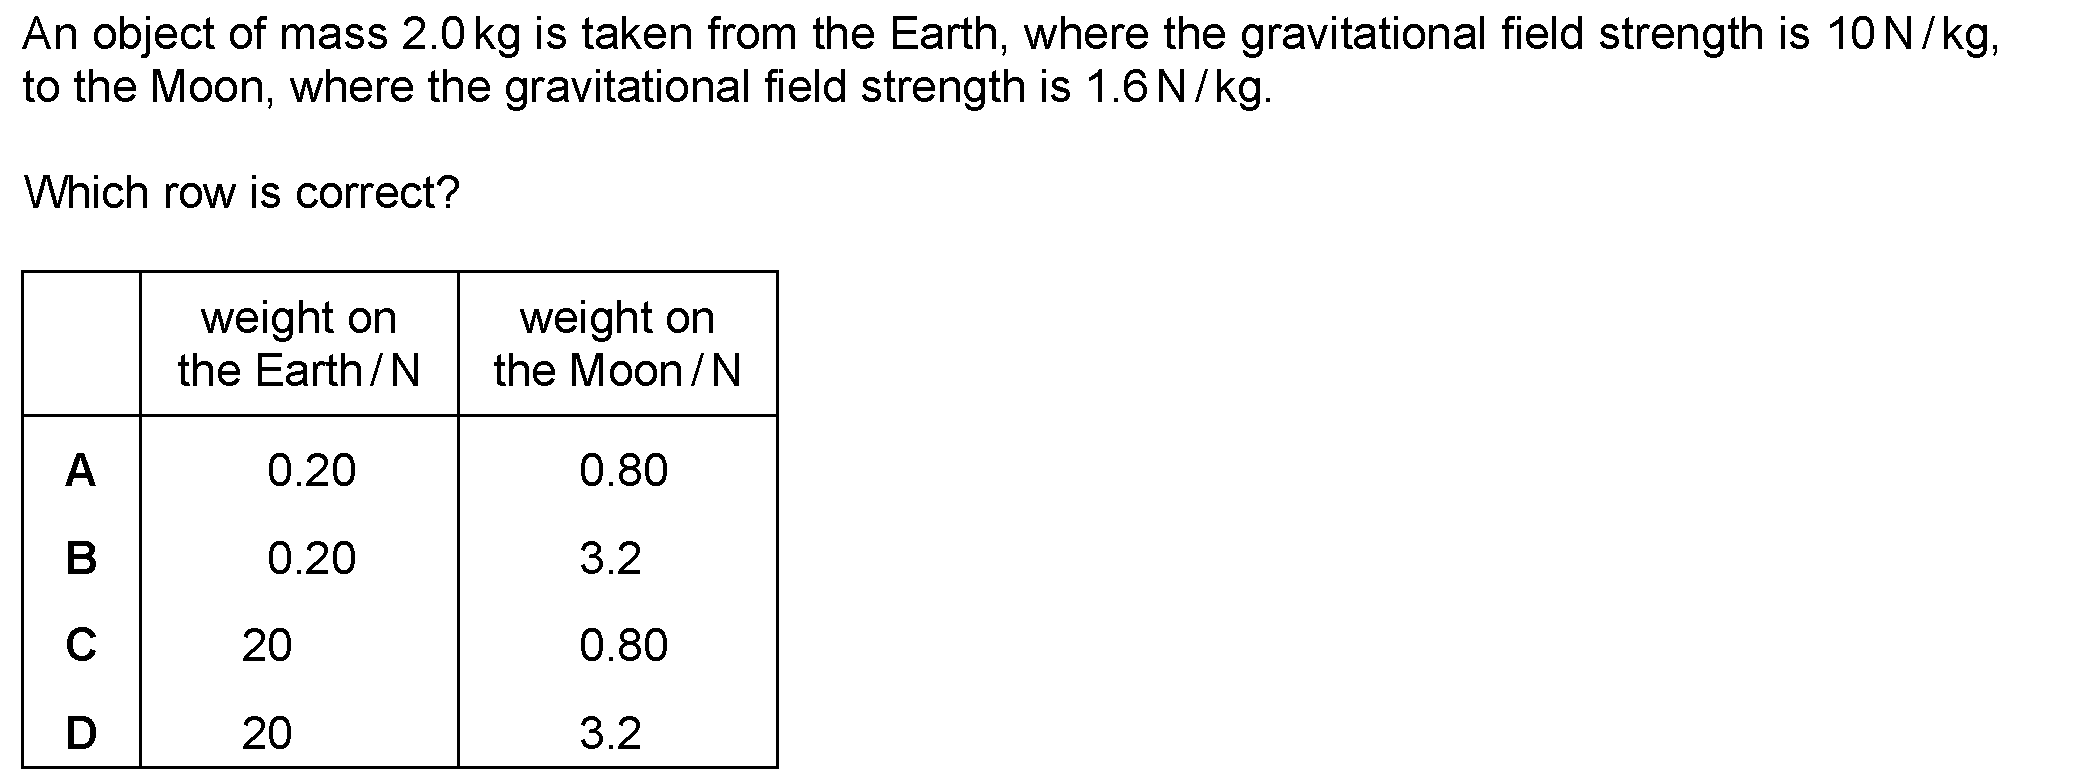 An object of mass 2.0 kg is taken from the Earth, where the gravitational field strength is 10 N / kg,
to the Moon, where the gravitational field strength is 1.6 N / kg.
Which row is correct?
weight on the Earth / N weight on the Moon / N
A 0.20 0.80
B 0.20 3.2
C 20 0.80
D 20 3.2